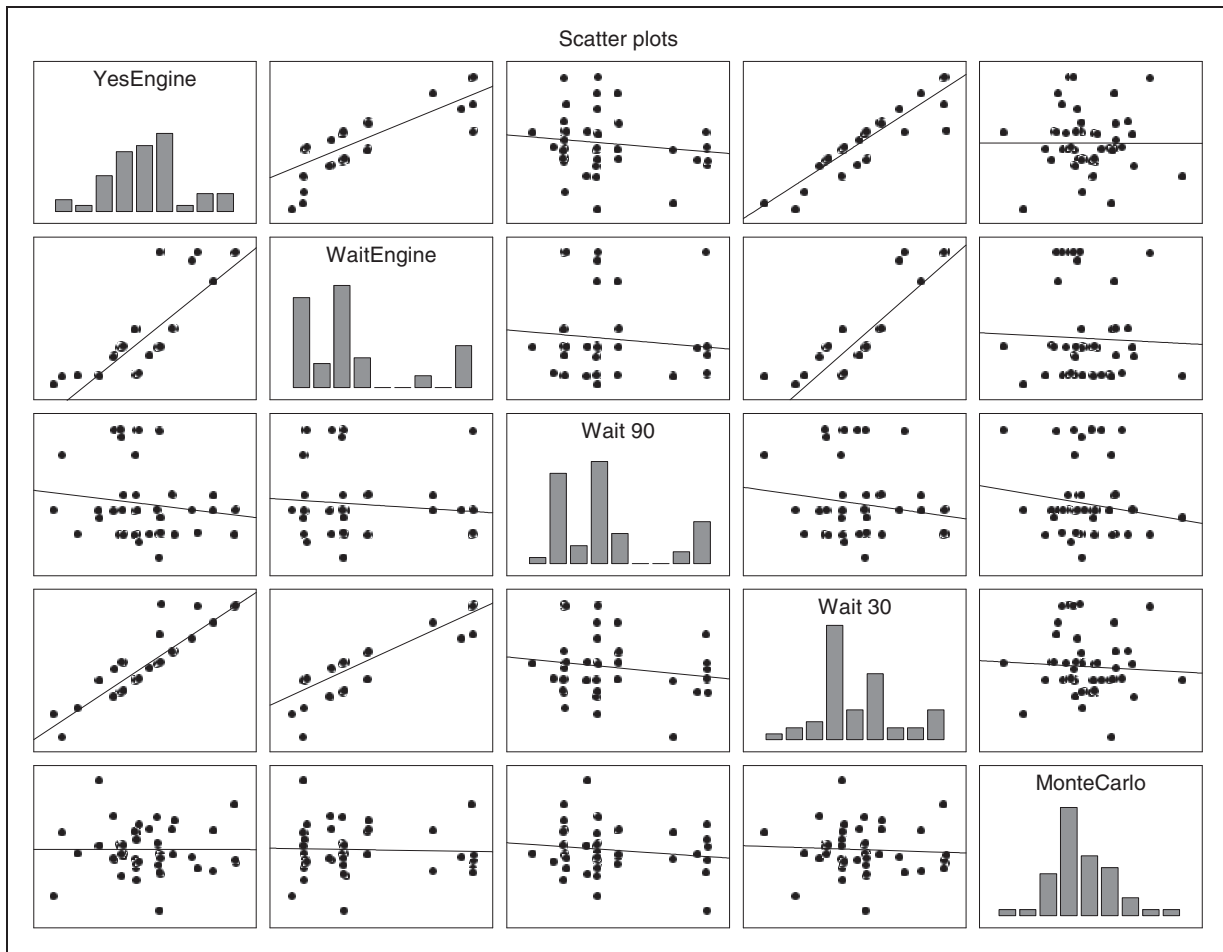 Scatter plots
YesEngine
WaitEngine
Wait 90
Wait 30
MonteCarlo